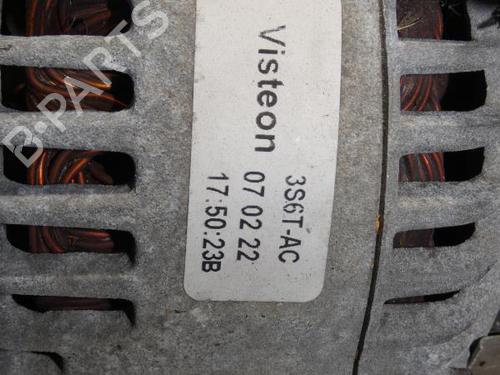 Visteon
3S6T-AC
07 02 22
17:50:23B
B-PARTS